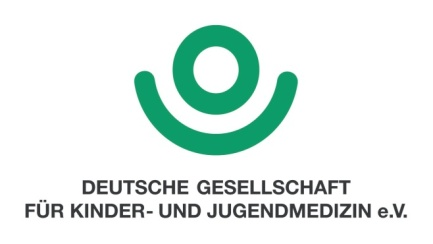 DEUTSCHE GESELLSCHAFT
FÜR KINDER- UND JUGENDMEDIZIN e.V.